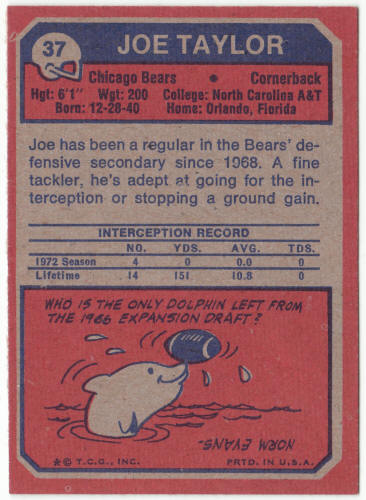 37 JOE TAYLOR
Chicago Bears • Cornerback
Hgt: 6'1" Wgt: 200 College: North Carolina A&T
Born: 12-28-40 Home: Orlando, Florida
Joe has been a regular in the Bears' de-
fensive secondary since 1968. A fine
tackler, he's adept at going for the in-
terception or stopping a ground gain.
INTERCEPTION RECORD
NO. YDS. AVG. TDS.
1972 Season 4 0 0.0 0
Lifetime 14 151 10.8 0
WHO IS THE ONLY DOLPHIN LEFT FROM
THE 1966 EXPANSION DRAFT?
NORM EVANS-
*© T.C.G., INC. PRTD. IN U.S.A.